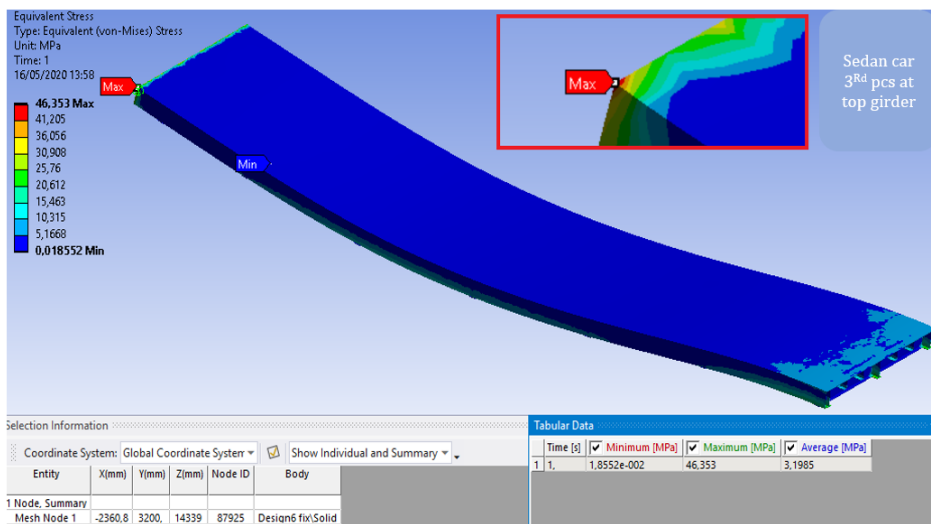 Equivalent Stress
Type: Equivalent (von-Mises) Stress
Unit: MPa
Time: 1
16/05/2020 13:58
46,353 Max
41,205
36,056
30,908
25,76
20,612
15,463
10,315
5,1668
0,018552 Min
Max
Min
Max
Sedan car
3Rd pcs at
top girder
Selection Information
Coordinate System: Global Coordinate System Show Individual and Summary
Entity X(mm) Y(mm) Z(mm) Node ID Body
1 Node, Summary
Mesh Node 1 -2360,8 3200, 14339 87925 Design6 fix\Solid
Tabular Data
Time [s] Minimum [MPa] Maximum [MPa] Average [MPa]
1 1, 1,8552e-002 46,353 3,1985